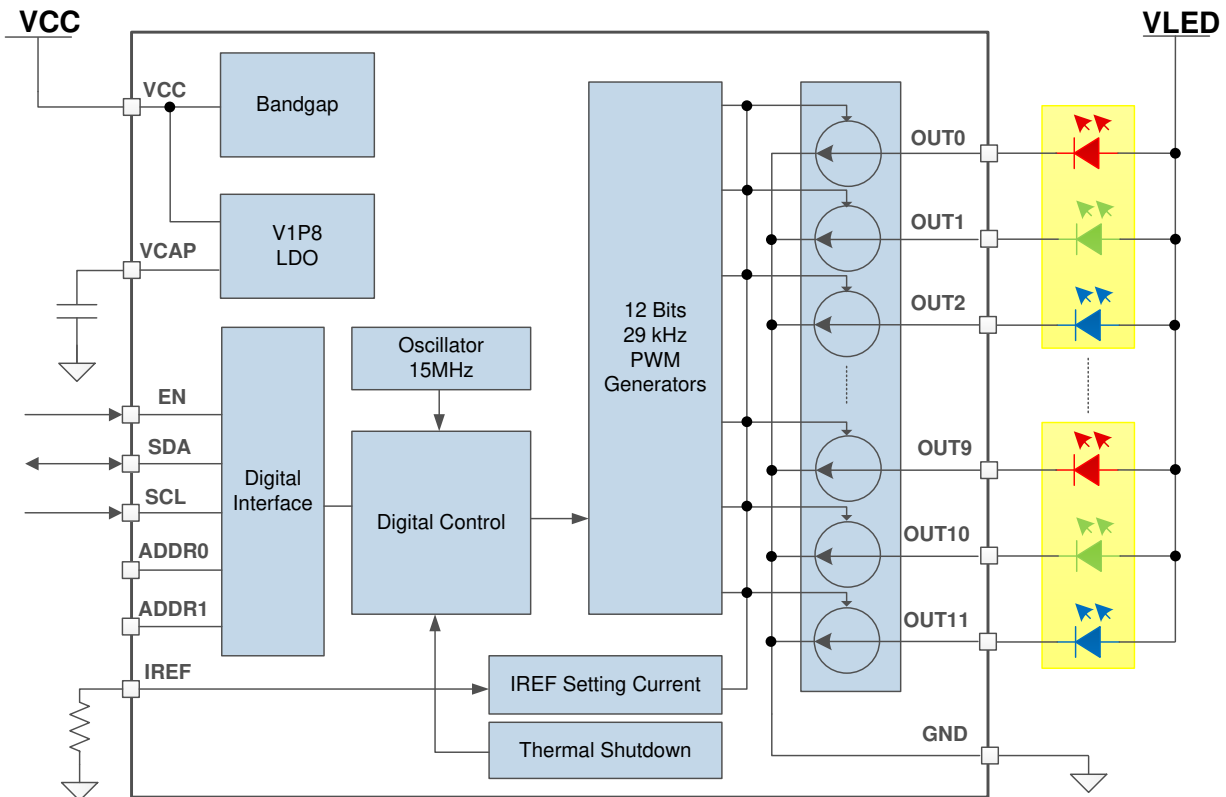 VCC
VLED
VCC
Bandgap
OUT0
V1P8
LDO
OUT1
VCAP
12 Bits
29 kHz
PWM
Generators
OUT2
Oscillator
15MHz
EN
SDA
SCL
ADDR0
ADDR1
Digital
Interface
Digital Control
OUT9
OUT10
OUT11
IREF
IREF Setting Current
Thermal Shutdown
GND